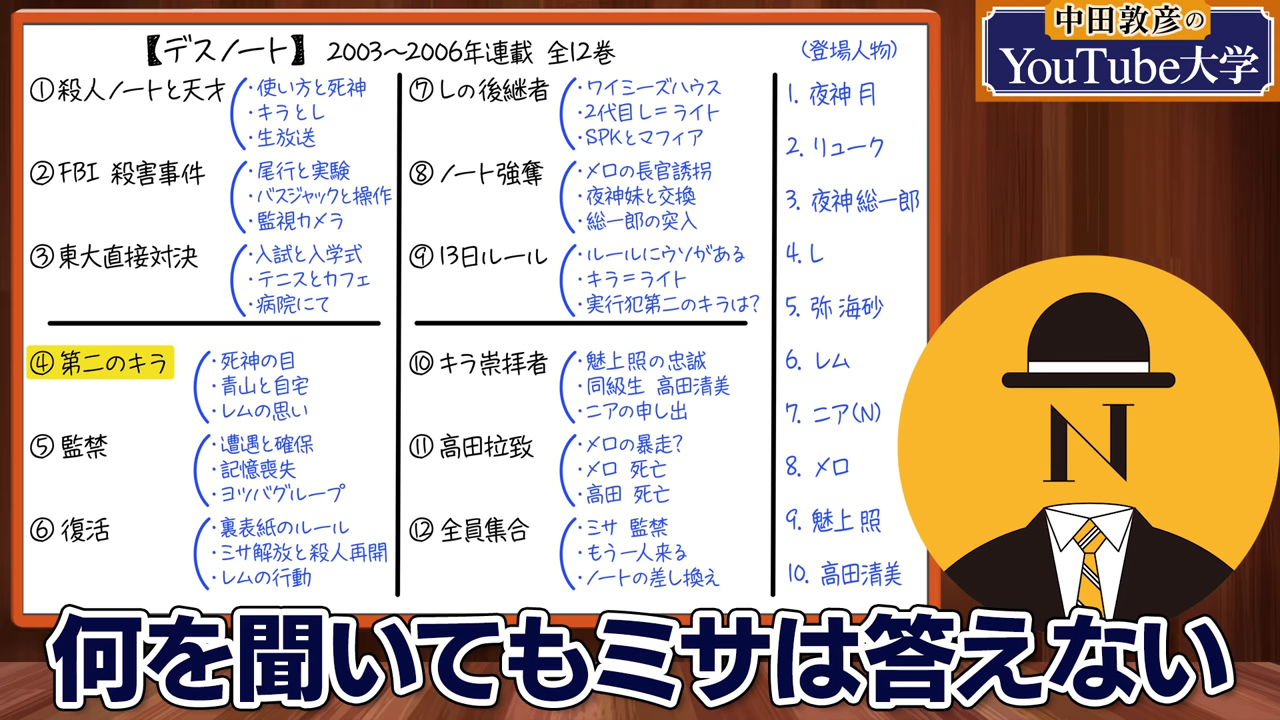 中田敦彦の
YouTube大学
【デスノート】 2003〜2006年連載 全12巻
①殺人ノートと天才
・使い方と死神
・キラとL
・生放送
②FBI 殺害事件
・尾行と実験
・バスジャックと操作
・監視カメラ
③東大直接対決
・入試と入学式
・テニスとカフェ
・病院にて
④第二のキラ
・死神の目
・青山と自宅
・レムの思い
⑤監禁
・遭遇と確保
・記憶喪失
・ヨツバグループ
⑥復活
・裏表紙のルール
・ミサ解放と殺人再開
・レムの行動
⑦Lの後継者
・ワイミーズハウス
・2代目L=ライト
・SPKとマフィア
⑧ノート強奪
・メロの長官誘拐
・夜神妹と交換
・総一郎の突入
⑨13日ルール
・ルールにウソがある
・キラ=ライト
・実行犯第二のキラは?
⑩キラ崇拝者
・魅上照の忠誠
・同級生 高田清美
・ニアの申し出
⑪高田拉致
・メロの暴走?
・メロ 死亡
・高田 死亡
⑫全員集合
・ミサ 監禁
・もう一人来る
・ノートの差し換え
(登場人物)
1. 夜神月
2. リューク
3. 夜神総一郎
4. L
5. 弥 海砂
6. レム
7. ニア(N)
8. メロ
9. 魅上照
10. 高田清美
N
何を聞いてもミサは答えない